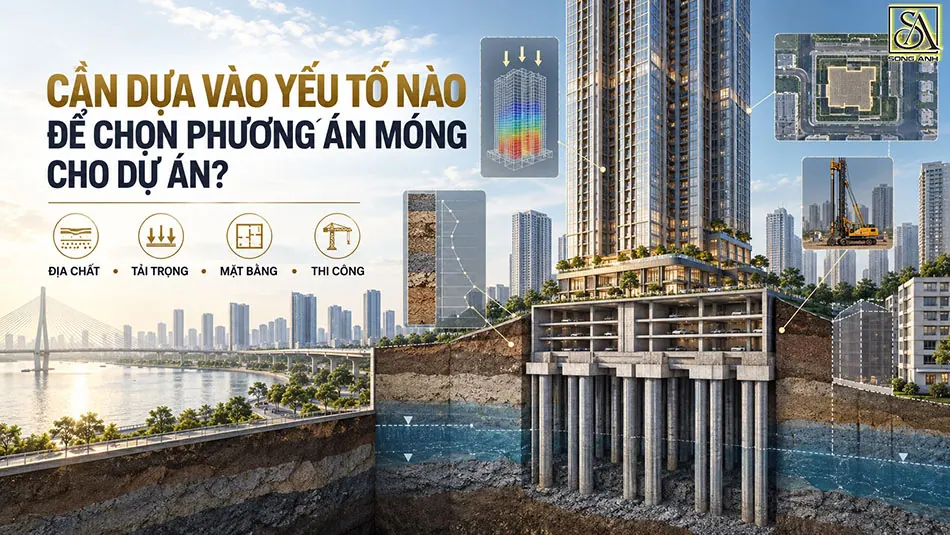 CẦN DỰA VÀO YẾU TỐ NÀO
ĐỂ CHỌN PHƯƠNG ÁN MÓNG
CHO DỰ ÁN?
ĐỊA CHẤT • TẢI TRỌNG • MẶT BẰNG • THI CÔNG
SA
SONG ANH